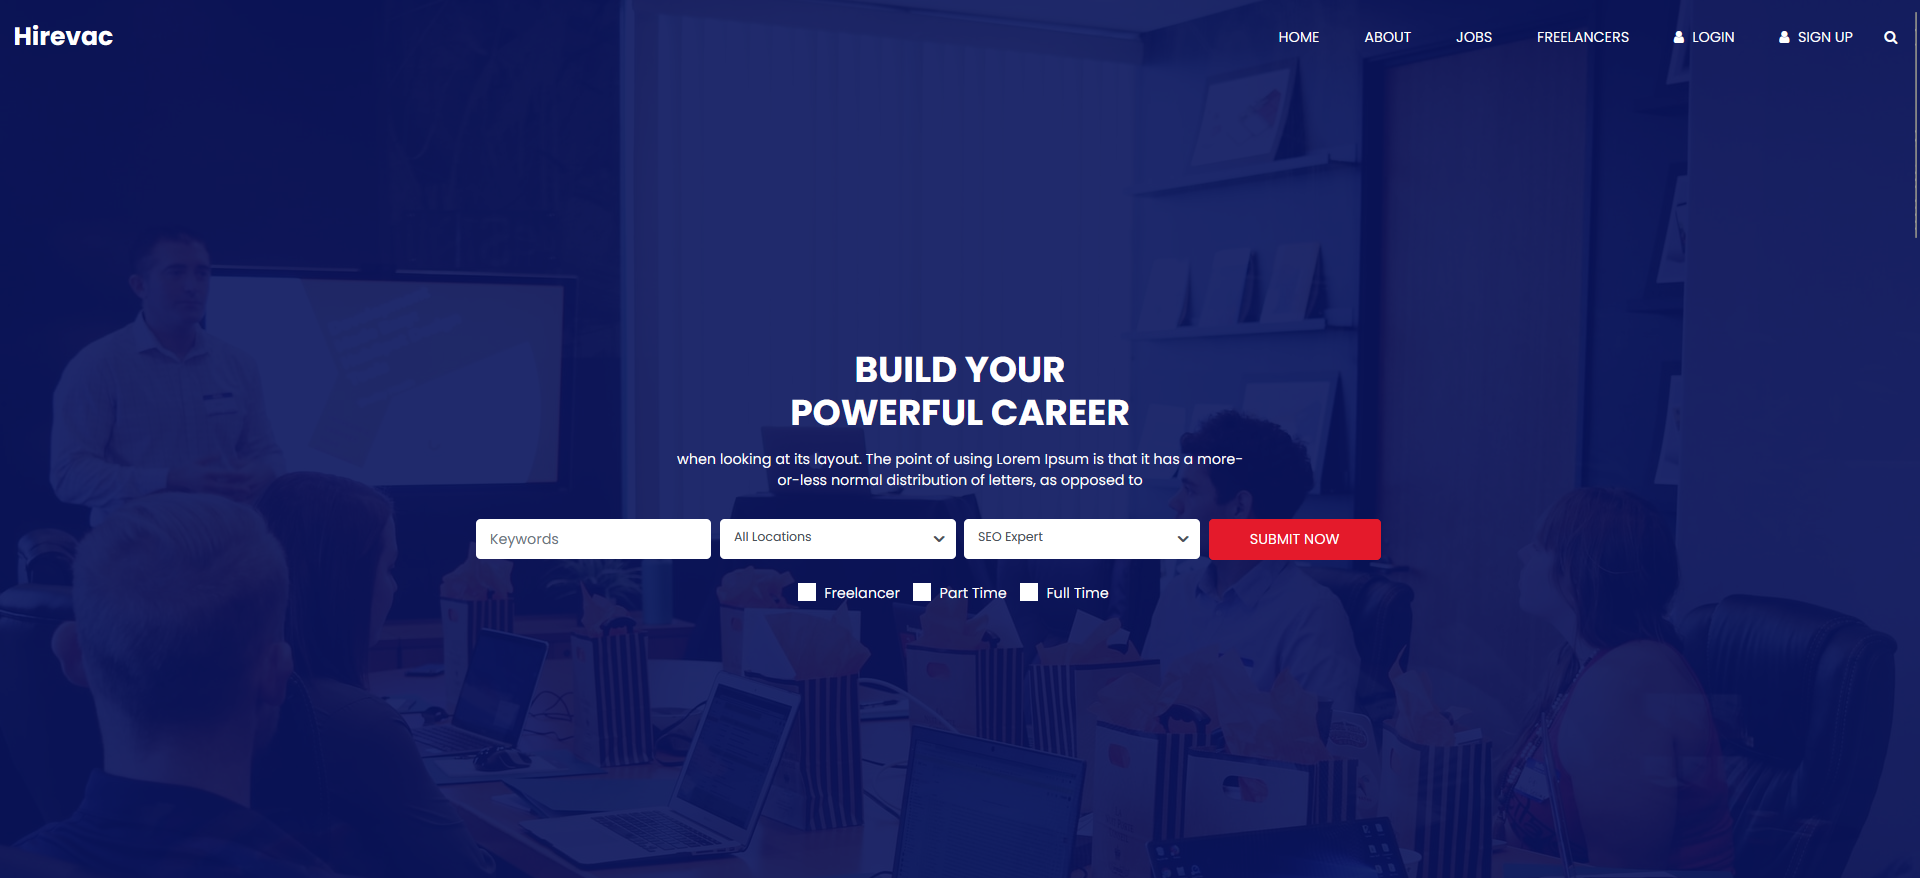 Hirevac
HOME ABOUT JOBS FREELANCERS LOGIN SIGN UP
BUILD YOUR
POWERFUL CAREER
when looking at its layout. The point of using Lorem Ipsum is that it has a more-
or-less normal distribution of letters, as opposed to
Keywords All Locations SEO Expert SUBMIT NOW
Freelancer Part Time Full Time